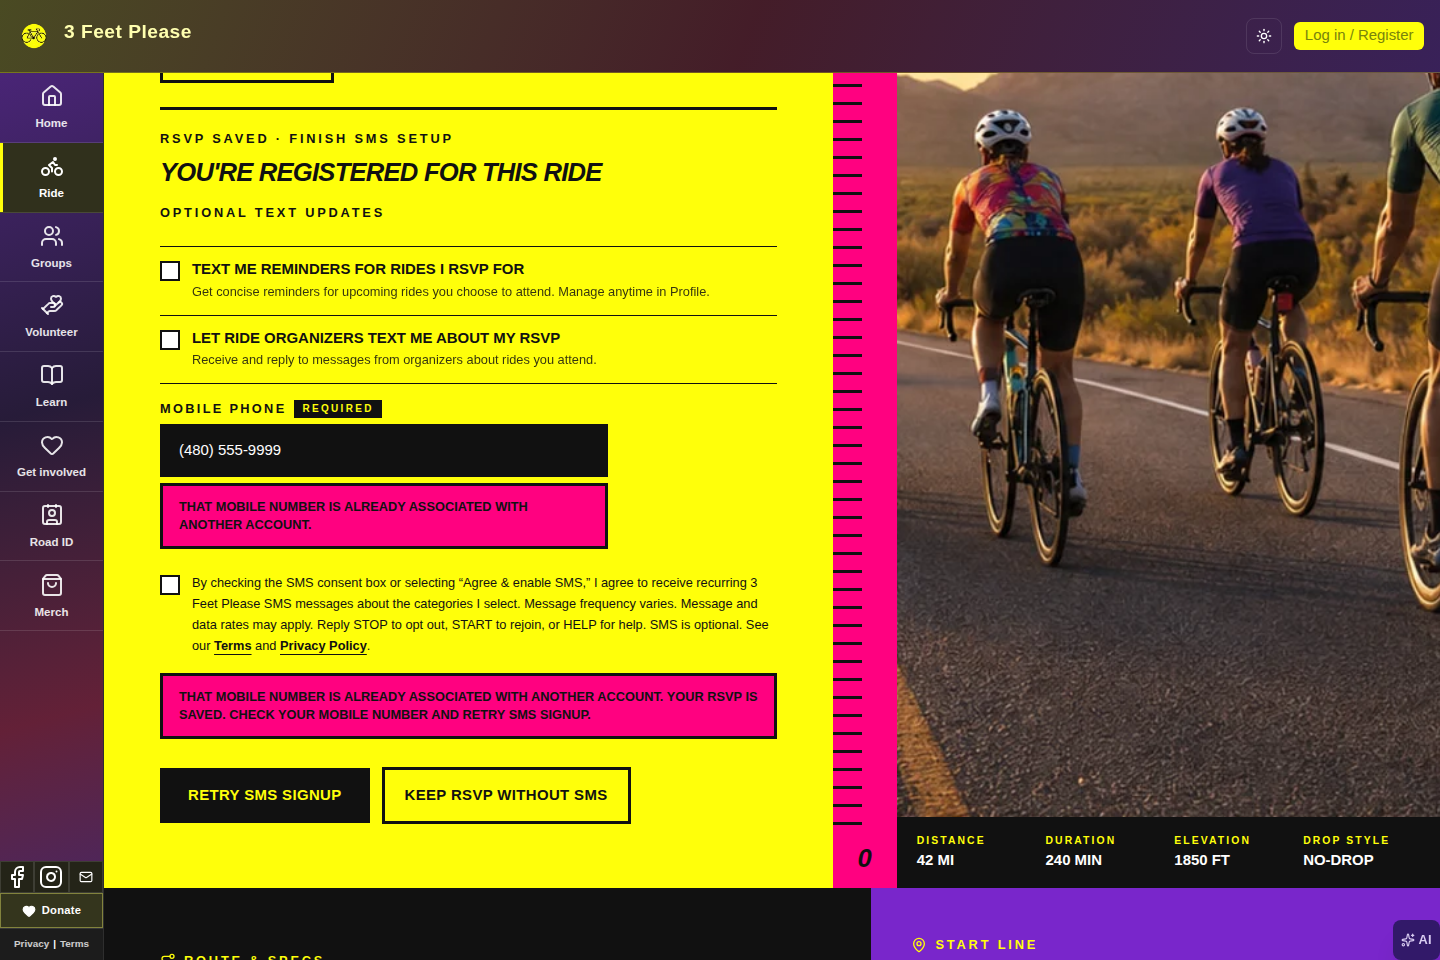 3 Feet Please
Log in / Register
Home
Ride
Groups
Volunteer
Learn
Get involved
Road ID
Merch
Donate
Privacy | Terms
RSVP SAVED · FINISH SMS SETUP
YOU'RE REGISTERED FOR THIS RIDE
OPTIONAL TEXT UPDATES
TEXT ME REMINDERS FOR RIDES I RSVP FOR
Get concise reminders for upcoming rides you choose to attend. Manage anytime in Profile.
LET RIDE ORGANIZERS TEXT ME ABOUT MY RSVP
Receive and reply to messages from organizers about rides you attend.
MOBILE PHONE REQUIRED
(480) 555-9999
THAT MOBILE NUMBER IS ALREADY ASSOCIATED WITH
ANOTHER ACCOUNT.
By checking the SMS consent box or selecting “Agree & enable SMS,” I agree to receive recurring 3
Feet Please SMS messages about the categories I select. Message frequency varies. Message and
data rates may apply. Reply STOP to opt out, START to rejoin, or HELP for help. SMS is optional. See
our Terms and Privacy Policy.
THAT MOBILE NUMBER IS ALREADY ASSOCIATED WITH ANOTHER ACCOUNT. YOUR RSVP IS
SAVED. CHECK YOUR MOBILE NUMBER AND RETRY SMS SIGNUP.
RETRY SMS SIGNUP
KEEP RSVP WITHOUT SMS
0
DISTANCE
42 MI
DURATION
240 MIN
ELEVATION
1850 FT
DROP STYLE
NO-DROP
ROUTE & SPECS
START LINE
AI